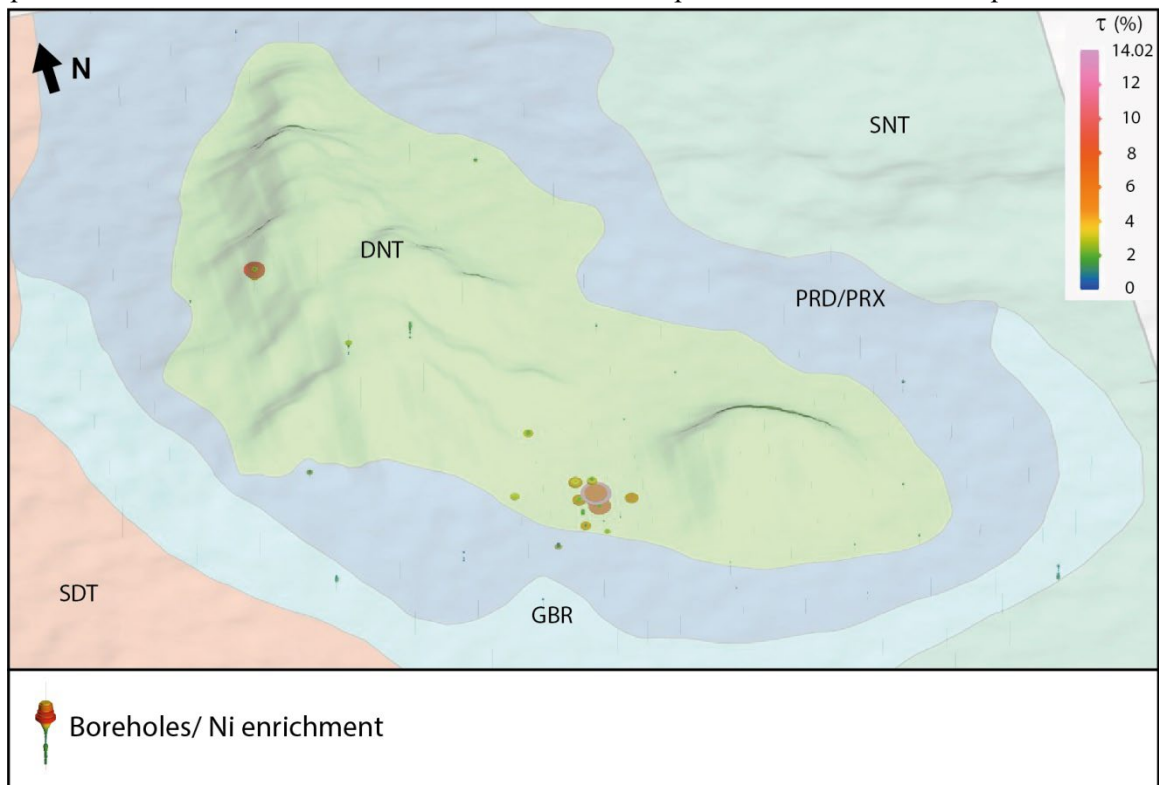 τ (%)
14.02
N
12
SNT
10
8
6
DNT
4
2
PRD/PRX
0
SDT
GBR
Boreholes/ Ni enrichment